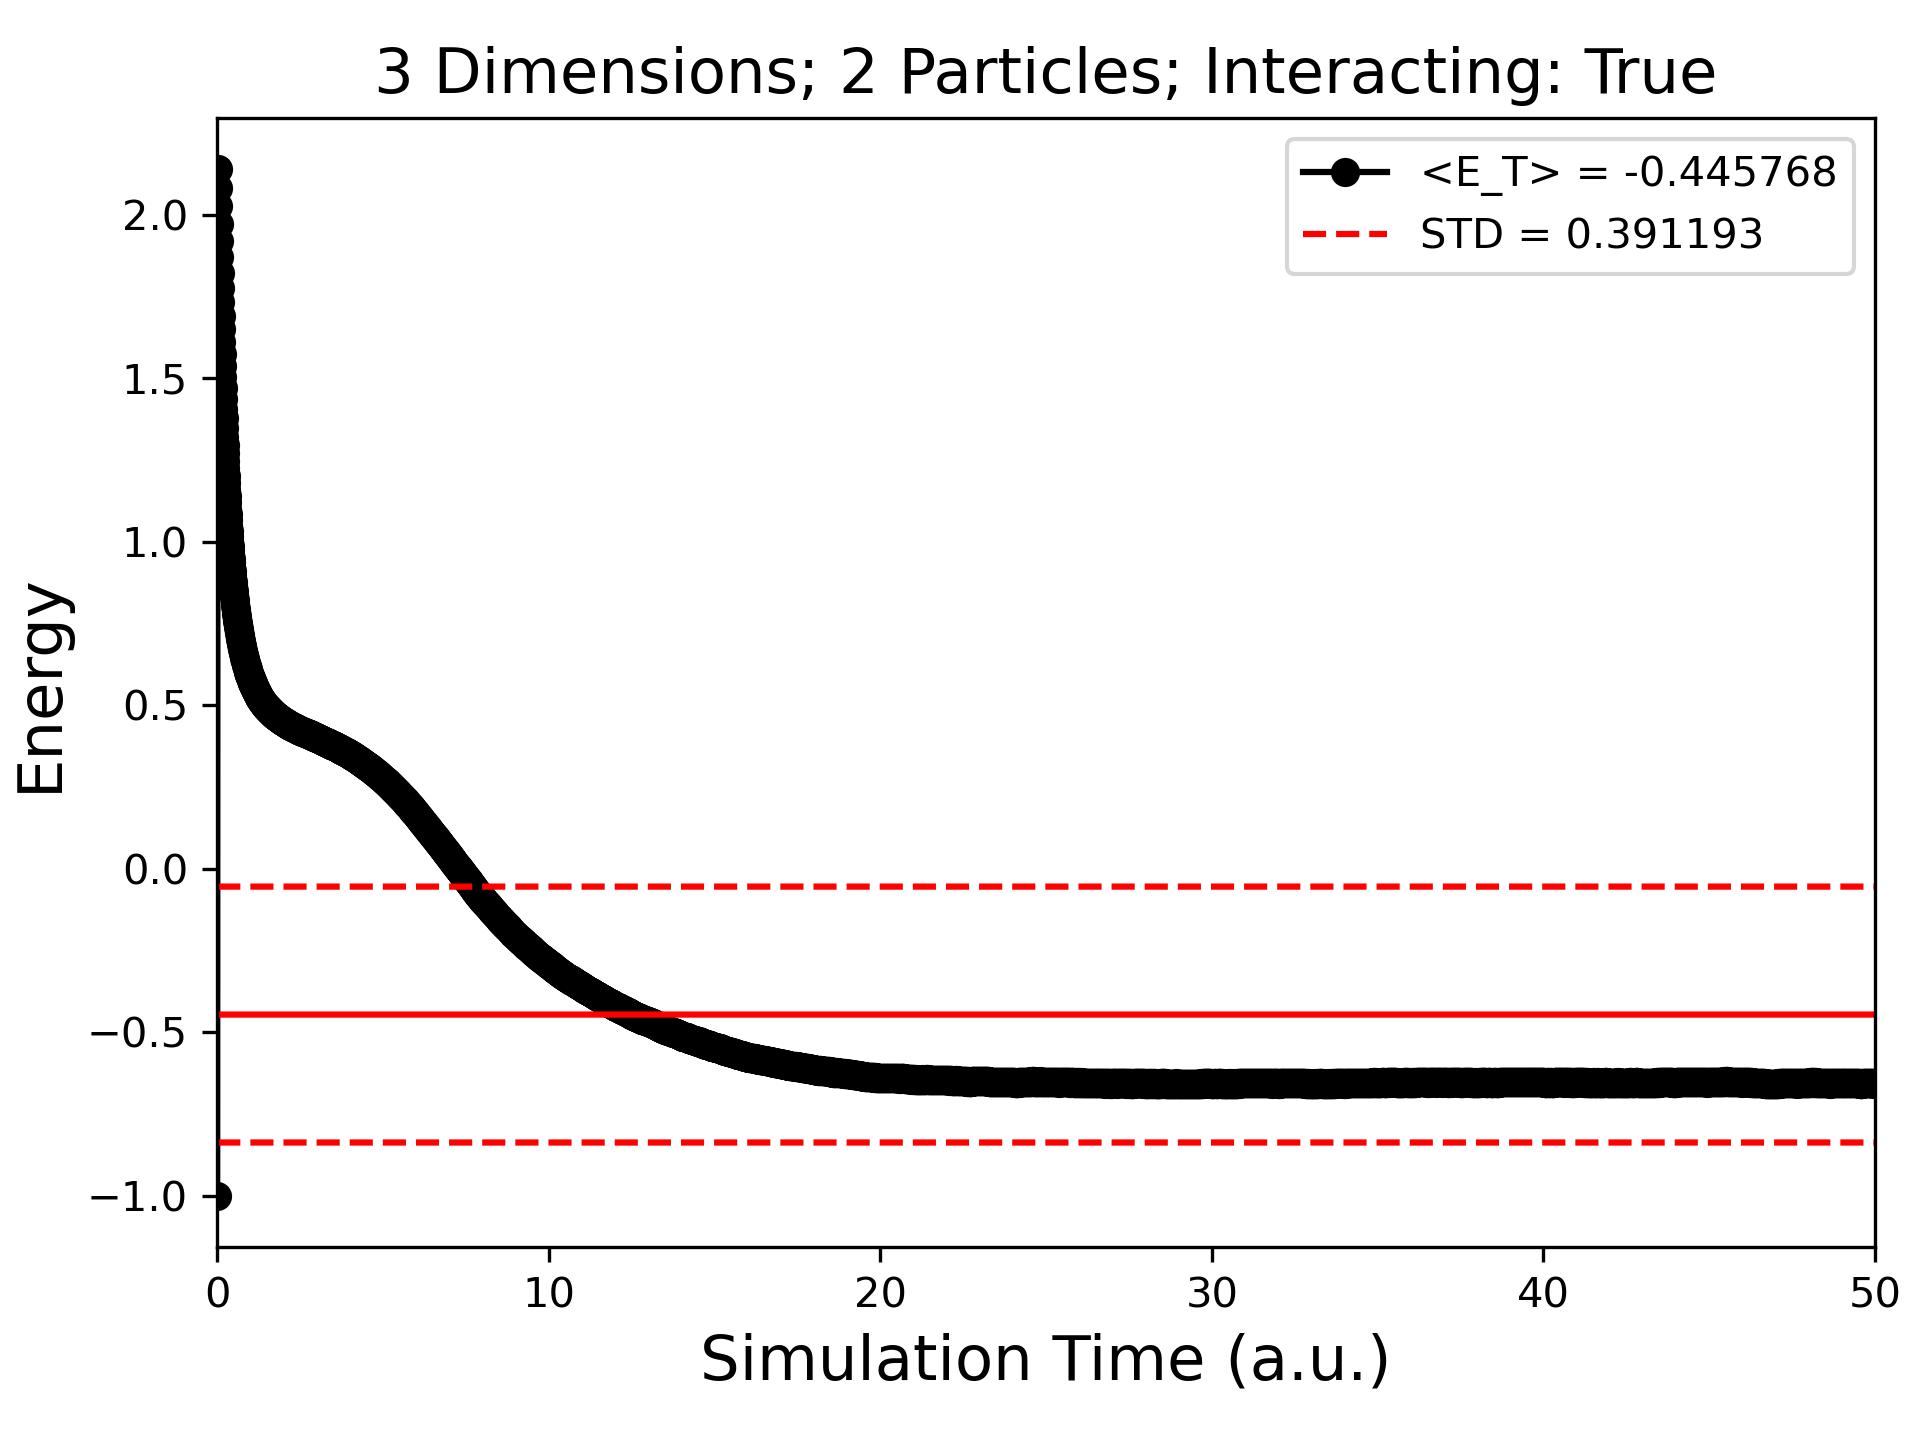 3 Dimensions; 2 Particles; Interacting: True
<E_T> = -0.445768
STD = 0.391193
Energy
2.0
1.5
1.0
0.5
0.0
−0.5
−1.0
0 10 20 30 40 50
Simulation Time (a.u.)